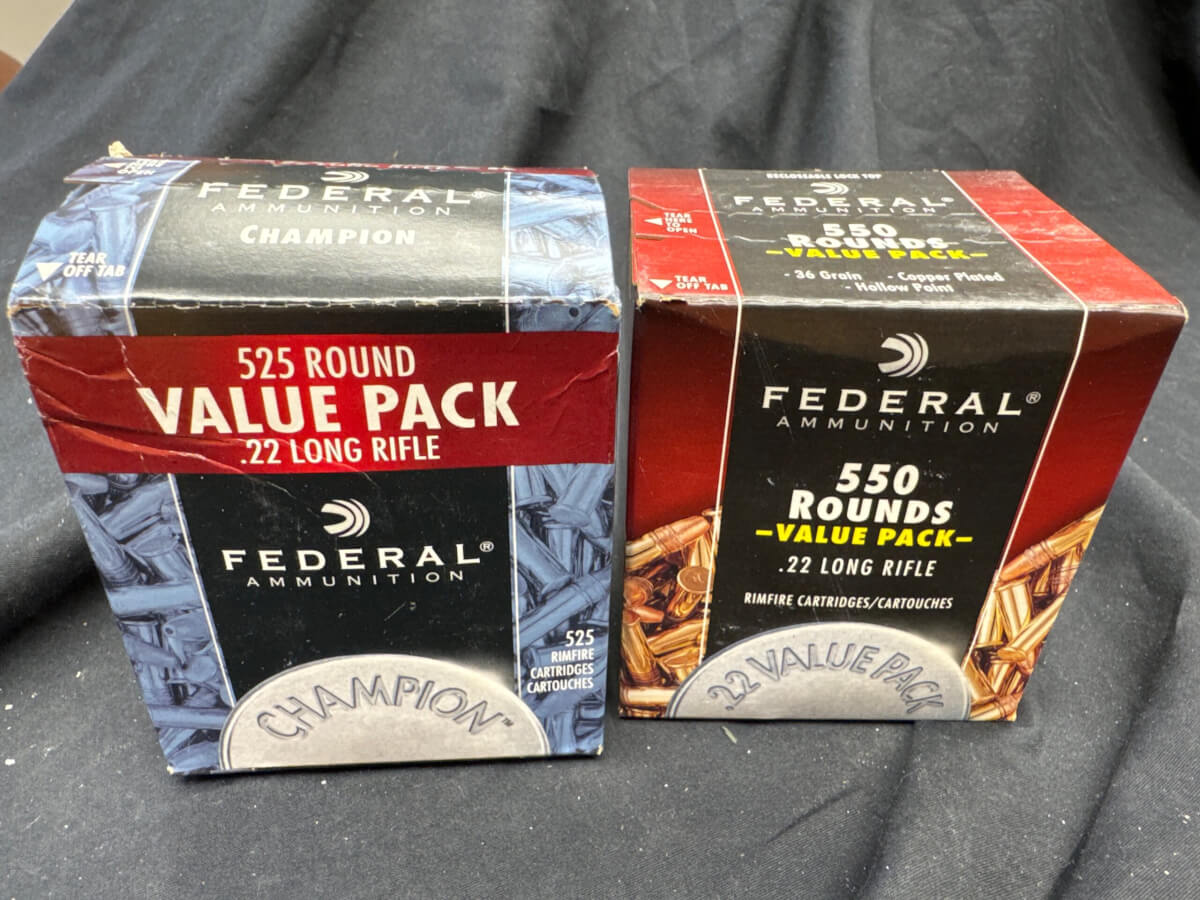 TEAR
OFF TAB
FEDERAL®
AMMUNITION
CHAMPION
525 ROUND
VALUE PACK
.22 LONG RIFLE
FEDERAL®
AMMUNITION
525
RIMFIRE
CARTRIDGES
CARTOUCHES
CHAMPION™
RECLOSEABLE LOCK TOP
TEAR
HERE
TO
OPEN
TEAR
OFF TAB
FEDERAL®
AMMUNITION
550
ROUNDS
–VALUE PACK–
- 36 Grain - Copper Plated
- Hollow Point
FEDERAL®
AMMUNITION
550
ROUNDS
–VALUE PACK–
.22 LONG RIFLE
RIMFIRE CARTRIDGES/CARTOUCHES
.22 VALUE PACK